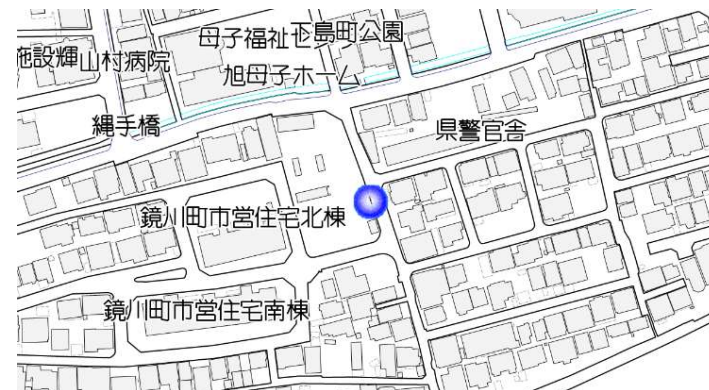 母子福祉セ
下島町公園
施設輝
山村病院
旭母子ホーム
縄手橋
県警官舎
鏡川町市営住宅北棟
鏡川町市営住宅南棟